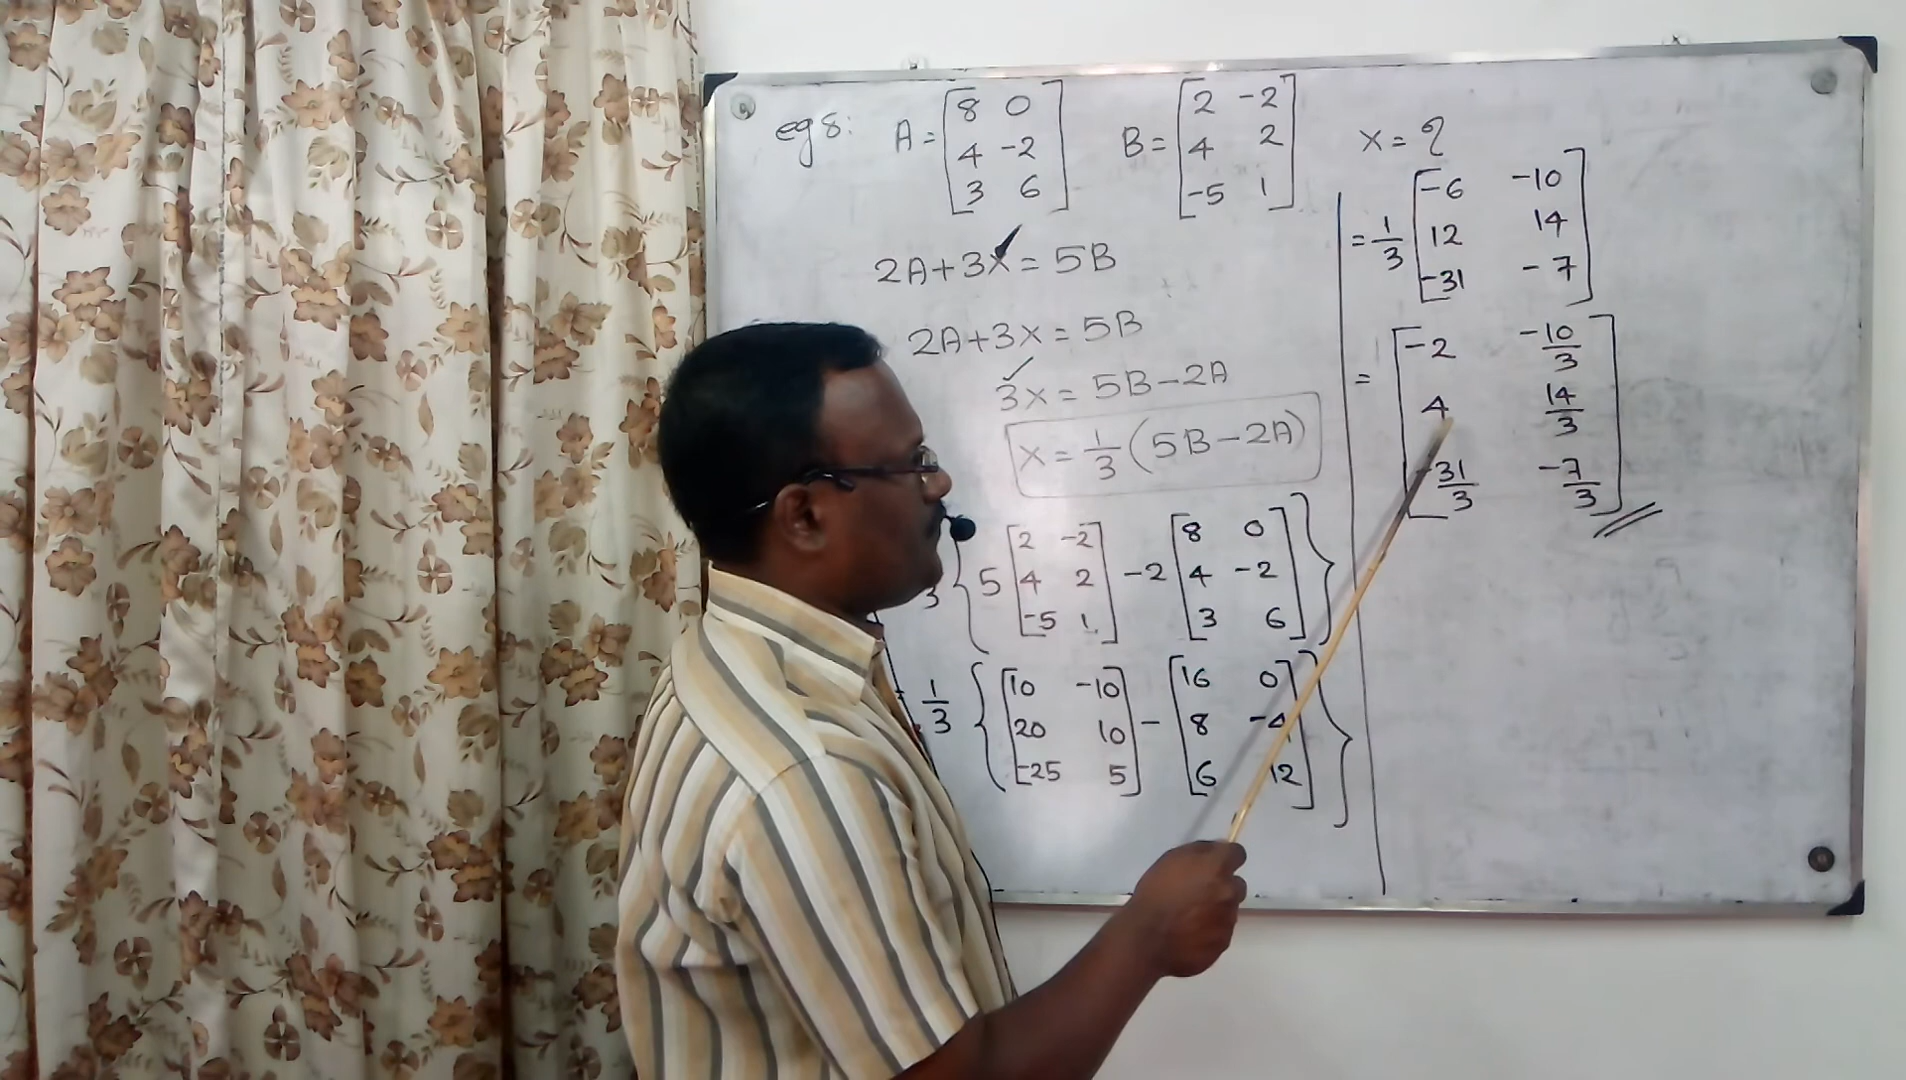 eg 8: A = [8 0; 4 -2; 3 6] B = [2 -2; 4 2; -5 1] x = ?
2A+3x = 5B
2A+3x = 5B
3x = 5B-2A
x = 1/3 (5B-2A)
3 { 5 [2 -2; 4 2; -5 1] -2 [8 0; 4 -2; 3 6] }
= 1/3 { [10 -10; 20 10; -25 5] - [16 0; 8 -4; 6 12] }
= 1/3 [-6 -10; 12 14; -31 -7]
= [-2 -10/3; 4 14/3; -31/3 -7/3]